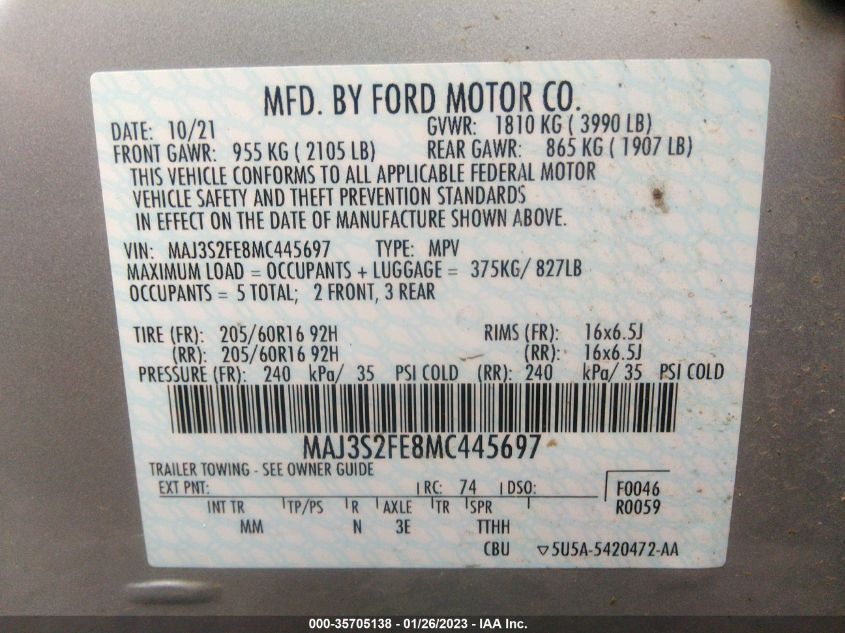 MFD. BY FORD MOTOR CO.
DATE: 10/21 GVWR: 1810 KG ( 3990 LB)
FRONT GAWR: 955 KG ( 2105 LB) REAR GAWR: 865 KG ( 1907 LB)
THIS VEHICLE CONFORMS TO ALL APPLICABLE FEDERAL MOTOR
VEHICLE SAFETY AND THEFT PREVENTION STANDARDS
IN EFFECT ON THE DATE OF MANUFACTURE SHOWN ABOVE.
VIN: MAJ3S2FE8MC445697 TYPE: MPV
MAXIMUM LOAD = OCCUPANTS + LUGGAGE = 375KG/ 827LB
OCCUPANTS = 5 TOTAL; 2 FRONT, 3 REAR
TIRE (FR): 205/60R16 92H RIMS (FR): 16x6.5J
(RR): 205/60R16 92H (RR): 16x6.5J
PRESSURE (FR): 240 kPa/ 35 PSI COLD (RR): 240 kPa/ 35 PSI COLD
MAJ3S2FE8MC445697
TRAILER TOWING - SEE OWNER GUIDE
EXT PNT: RC: 74 DSO: F0046
R0059
INT TR TP/PS R AXLE TR SPR
MM N 3E TTHH
CBU ▽5U5A-5420472-AA
000-35705138 - 01/26/2023 - IAA Inc.